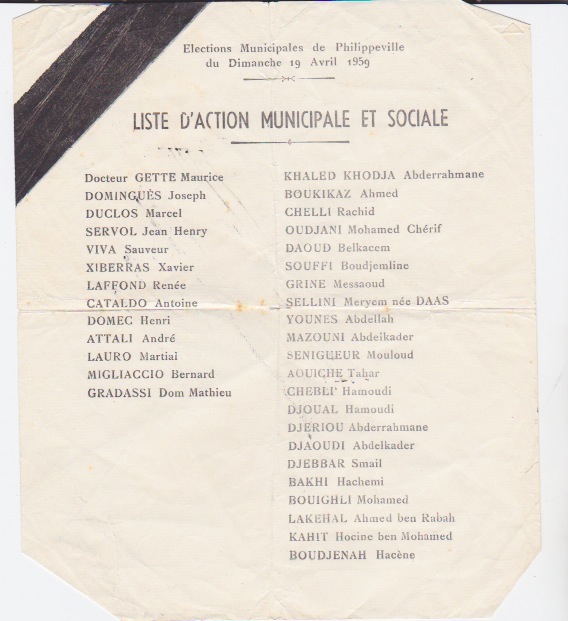 Elections Municipales de Philippeville
du Dimanche 19 Avril 1959
LISTE D'ACTION MUNICIPALE ET SOCIALE
Docteur GETTE Maurice
DOMINGUÈS Joseph
DUCLOS Marcel
SERVOL Jean Henry
VIVA Sauveur
XIBERRAS Xavier
LAFFOND Renée
CATALDO Antoine
DOMEC Henri
ATTALI André
LAURO Martial
MIGLIACCIO Bernard
GRADASSI Dom Mathieu
KHALED KHODJA Abderrahmane
BOUKIKAZ Ahmed
CHELLI Rachid
OUDJANI Mohamed Chérif
DAOUD Belkacem
SOUFFI Boudjemline
GRINE Messaoud
SELLINI Meryem née DAAS
YOUNES Abdellah
MAZOUNI Abdelkader
SENIGUEUR Mouloud
AOUICHE Tahar
CHEBLI Hamoudi
DJOUAL Hamoudi
DJERIOU Abderrahmane
DJAOUDI Abdelkader
DJEBBAR Smail
BAKHI Hachemi
BOUIGHLI Mohamed
LAKEHAL Ahmed ben Rabah
KAHIT Hocine ben Mohamed
BOUDJENAH Hacène